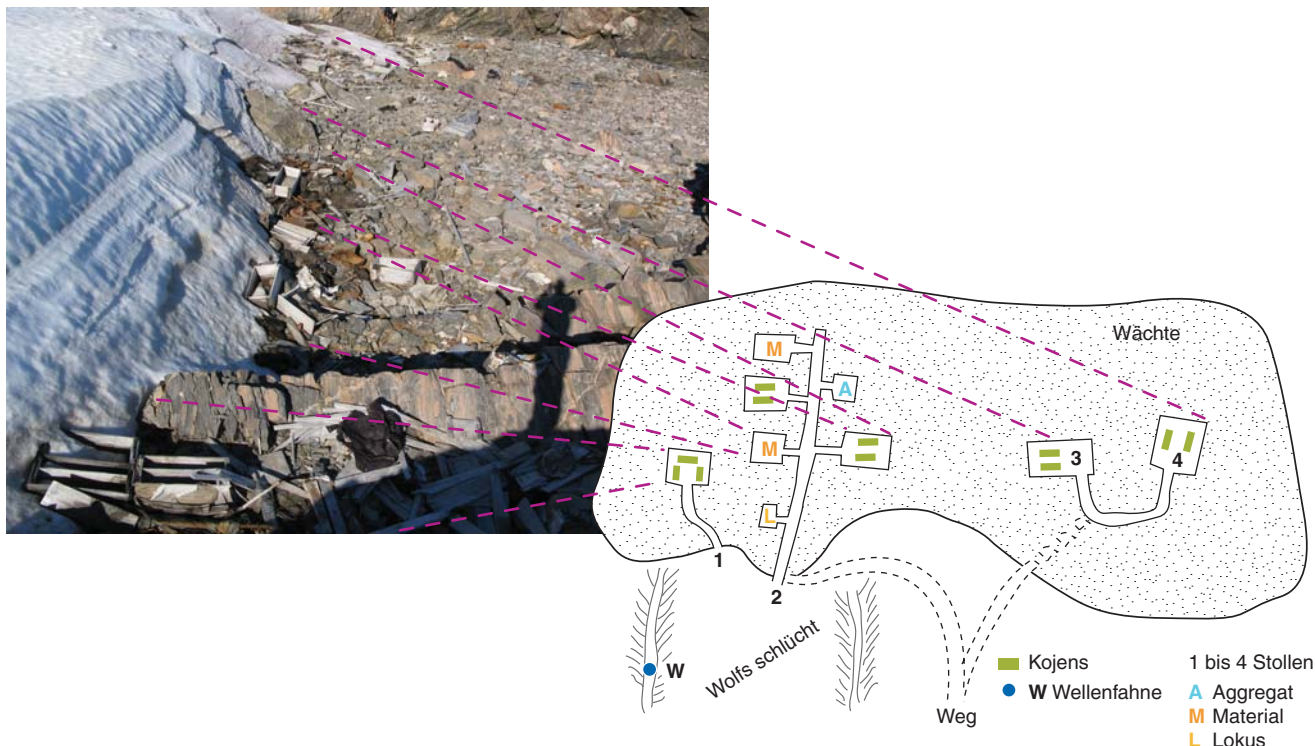 Wächte
M
A
M
L
3
4
1
2
W
Wolfs schlücht
Weg
Kojens
W Wellenfahne
1 bis 4 Stollen
A Aggregat
M Material
L Lokus